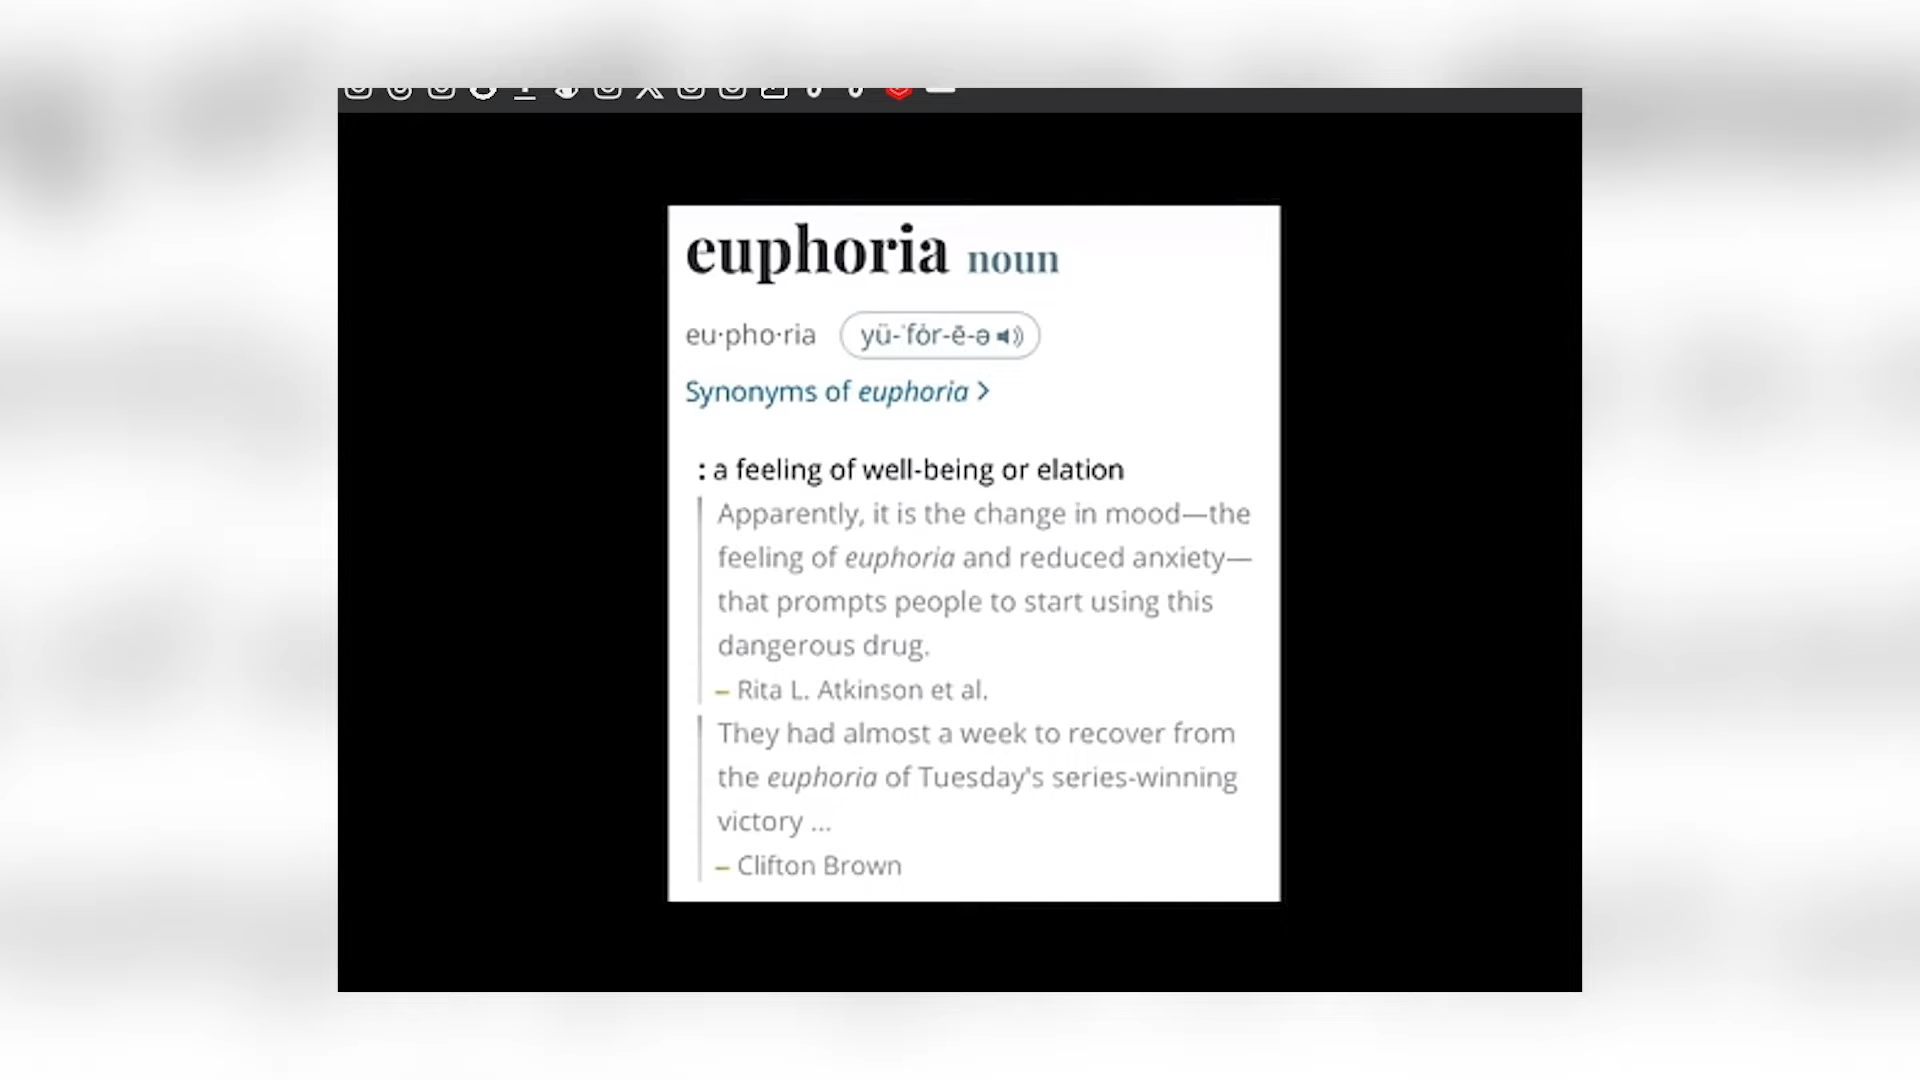 euphoria noun
eu·pho·ria yü-ˈfȯr-ē-ə
Synonyms of euphoria >
: a feeling of well-being or elation
Apparently, it is the change in mood—the
feeling of euphoria and reduced anxiety—
that prompts people to start using this
dangerous drug.
– Rita L. Atkinson et al.
They had almost a week to recover from
the euphoria of Tuesday's series-winning
victory ...
– Clifton Brown